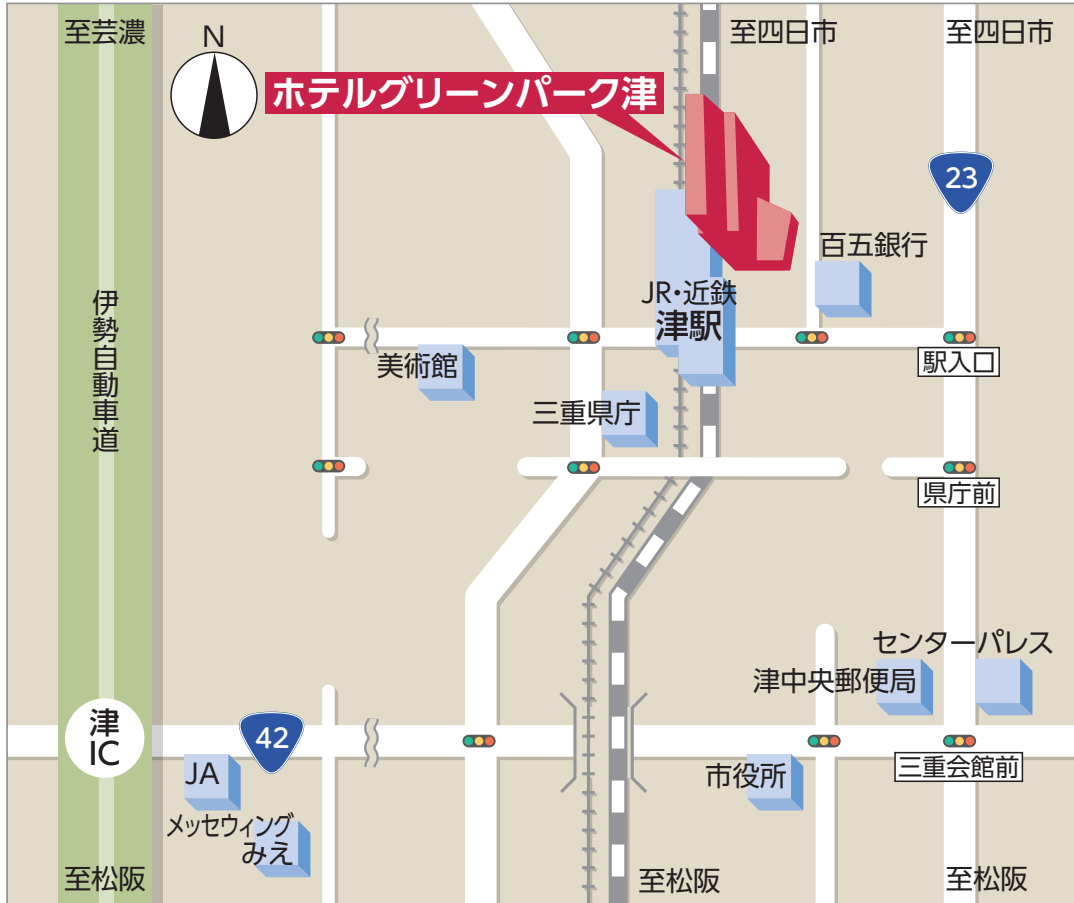 至芸濃
N
至四日市
至四日市
ホテルグリーンパーク津
23
百五銀行
JR・近鉄
津駅
伊勢自動車道
美術館
駅入口
三重県庁
県庁前
センターパレス
津中央郵便局
津
IC
42
JA
市役所
三重会館前
メッセウィング
みえ
至松阪
至松阪
至松阪